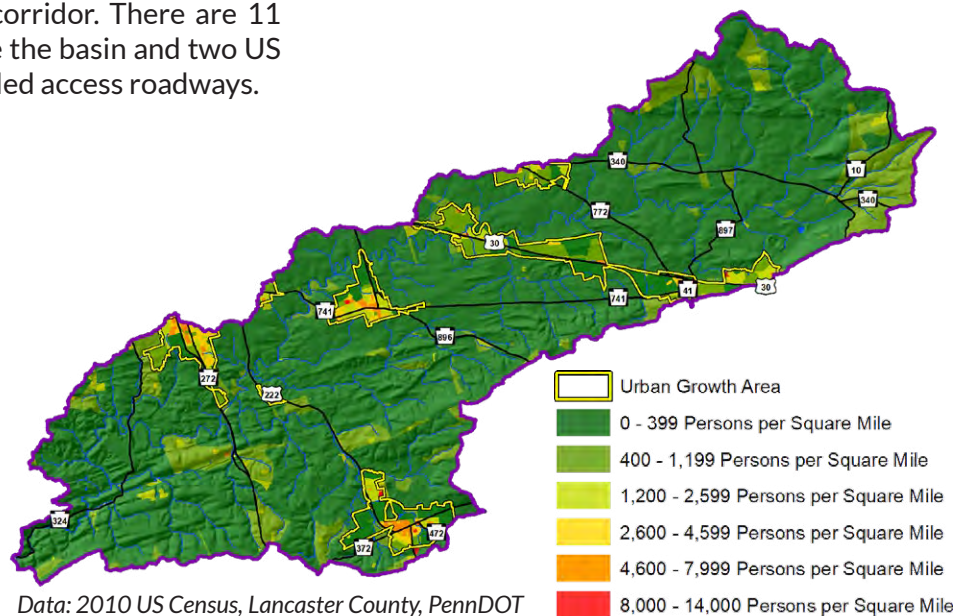 corridor. There are 11
e the basin and two US
led access roadways.
340
10
340
772
897
30
30
41
741
741
896
272
222
324
472
372
Urban Growth Area
0 - 399 Persons per Square Mile
400 - 1,199 Persons per Square Mile
1,200 - 2,599 Persons per Square Mile
2,600 - 4,599 Persons per Square Mile
4,600 - 7,999 Persons per Square Mile
8,000 - 14,000 Persons per Square Mile
Data: 2010 US Census, Lancaster County, PennDOT